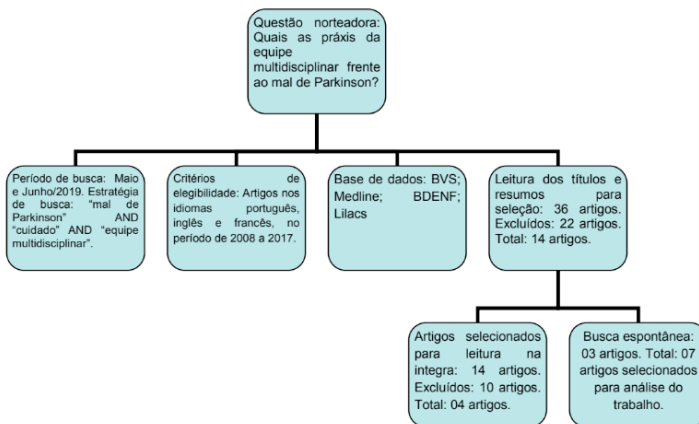 Questão norteadora:
Quais as práxis da
equipe
multidisciplinar frente
ao mal de Parkinson?
Período de busca: Maio
e Junho/2019. Estratégia
de busca: “mal de
Parkinson” AND
“cuidado” AND “equipe
multidisciplinar”.
Critérios de
elegibilidade: Artigos nos
idiomas português,
inglês e francês, no
período de 2008 a 2017.
Base de dados: BVS;
Medline; BDENF;
Lilacs
Leitura dos títulos e
resumos para
seleção: 36 artigos.
Excluídos: 22 artigos.
Total: 14 artigos.
Artigos selecionados
para leitura na
integra: 14 artigos.
Excluídos: 10 artigos.
Total: 04 artigos.
Busca espontânea:
03 artigos. Total: 07
artigos selecionados
para análise do
trabalho.